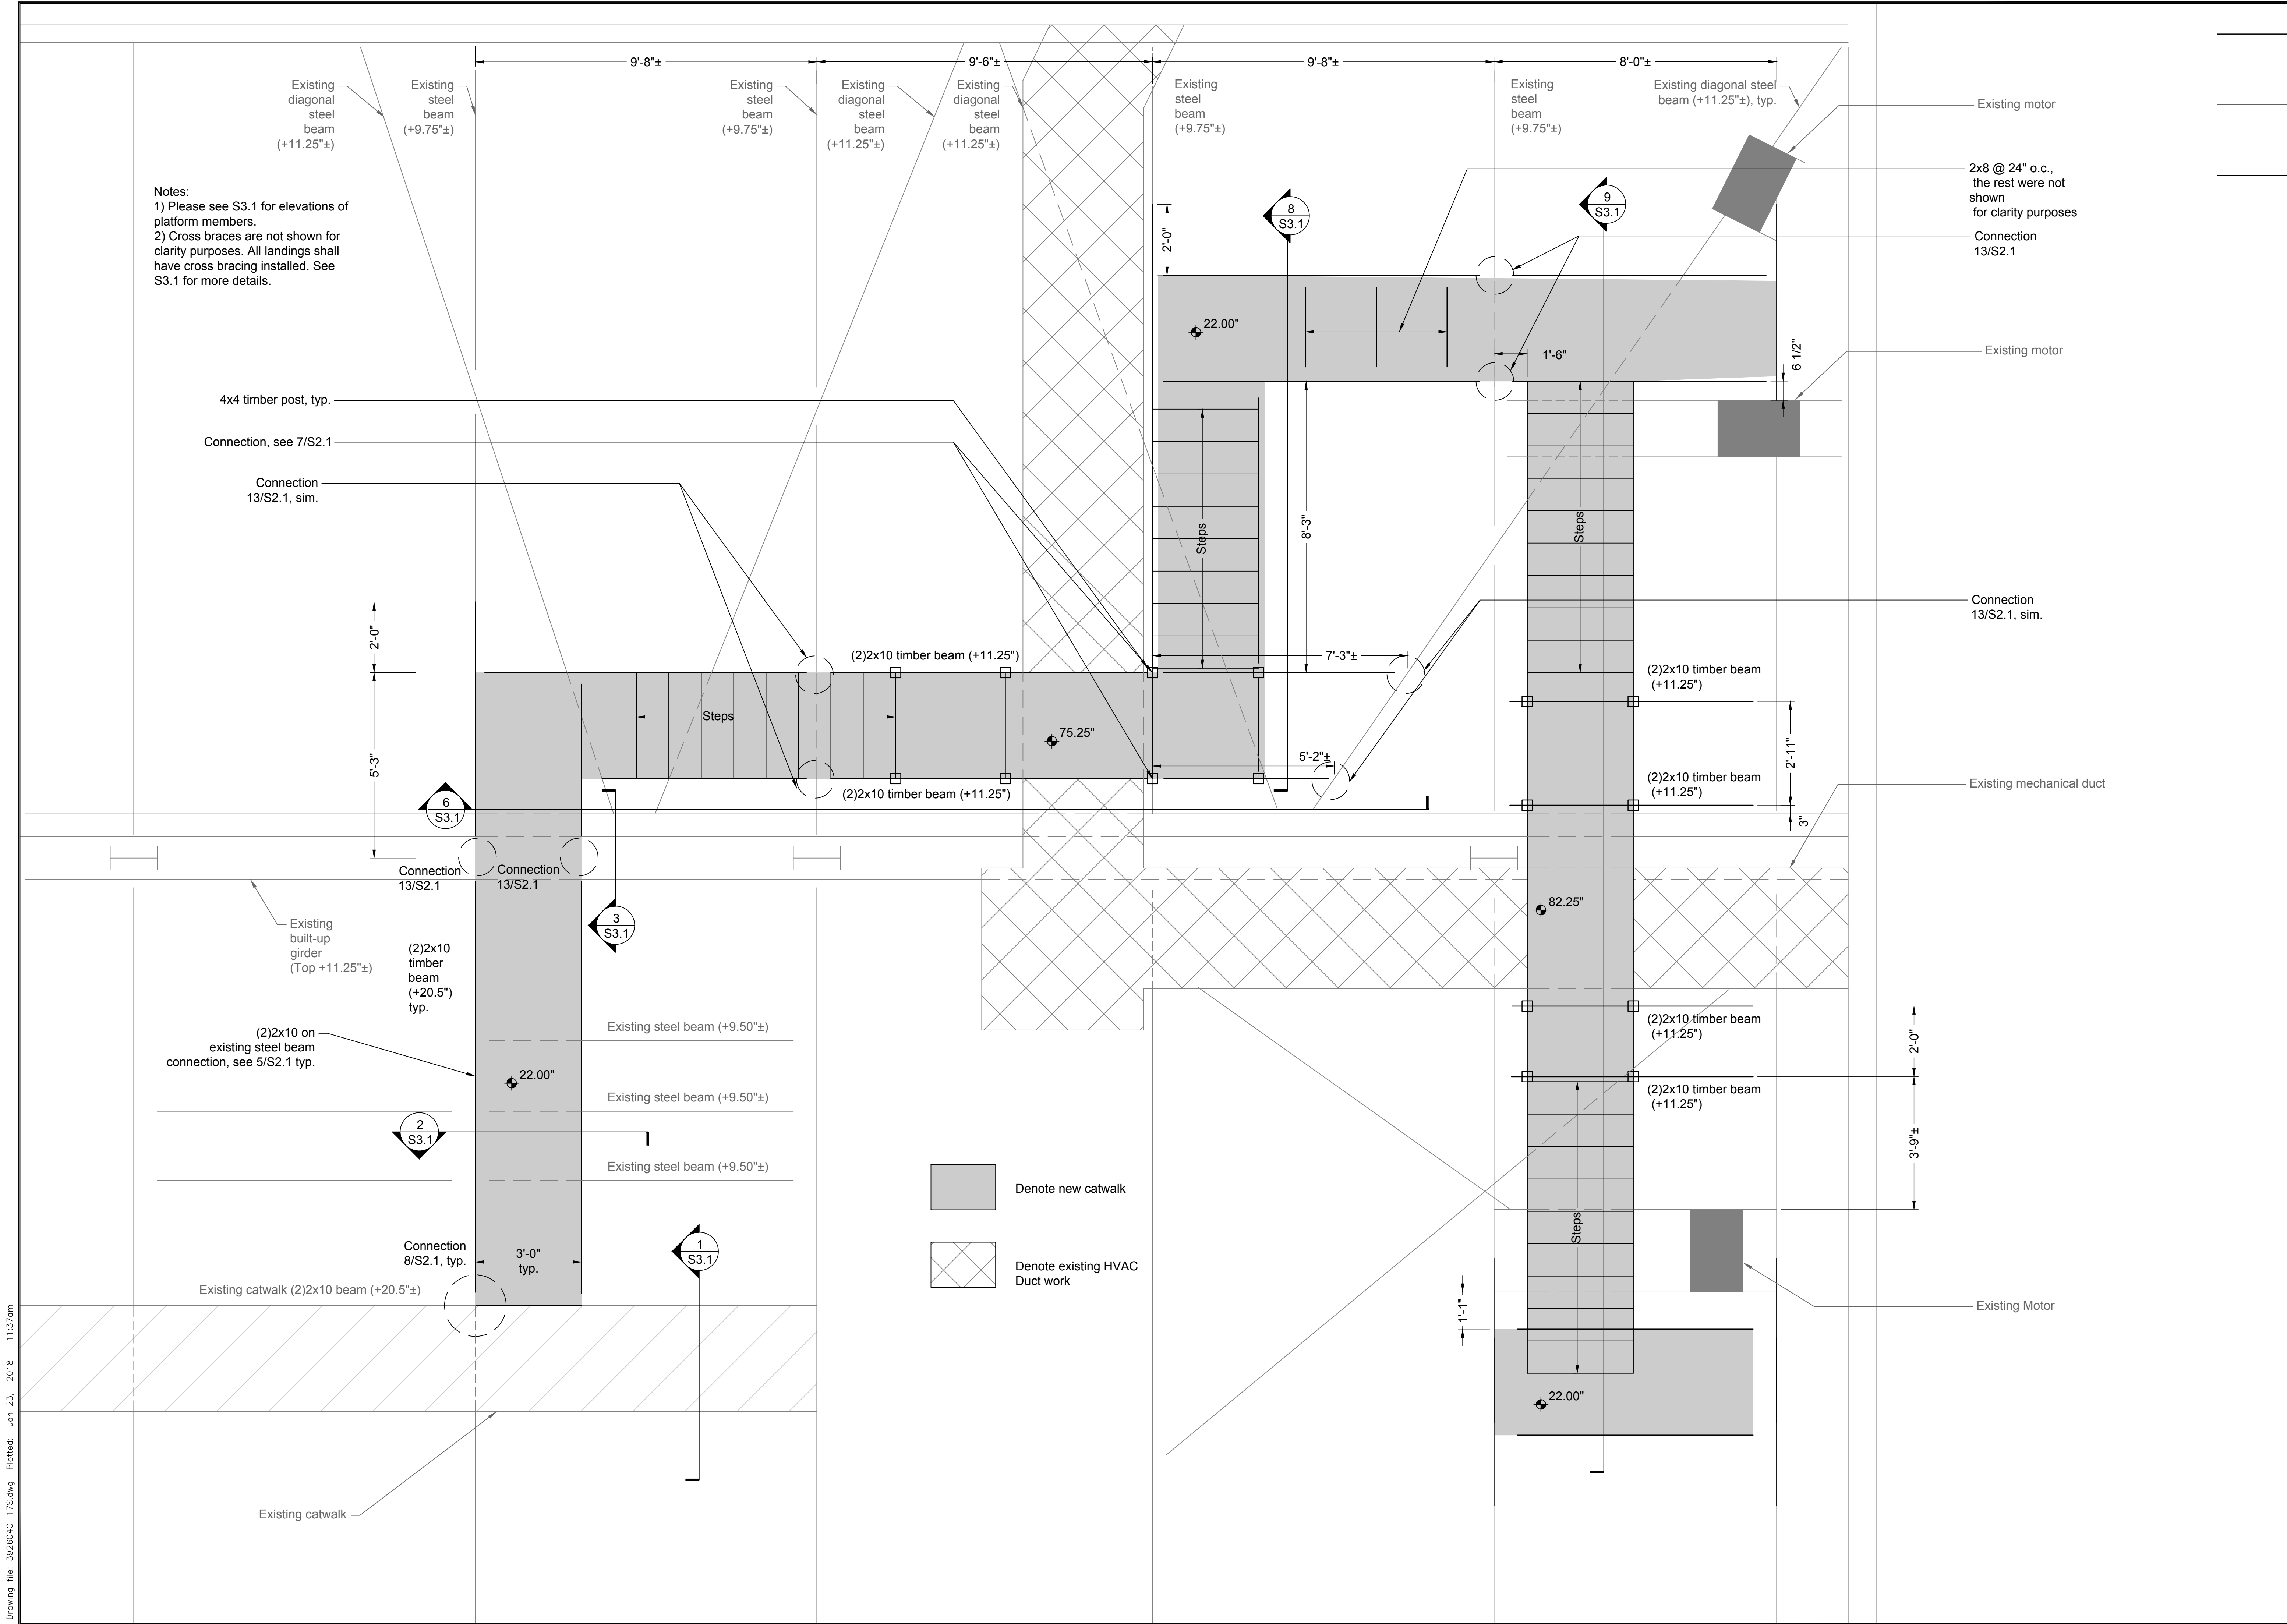 9'-8"±
9'-6"±
9'-8"±
8'-0"±
Existing
diagonal
steel
beam
(+11.25"±)
Existing
steel
beam
(+9.75"±)
Existing
steel
beam
(+9.75"±)
Existing
diagonal
steel
beam
(+11.25"±)
Existing
diagonal
steel
beam
(+11.25"±)
Existing
steel
beam
(+9.75"±)
Existing
steel
beam
(+9.75"±)
Existing diagonal steel
beam (+11.25"±), typ.
Existing motor
Notes:
1) Please see S3.1 for elevations of
platform members.
2) Cross braces are not shown for
clarity purposes. All landings shall
have cross bracing installed. See
S3.1 for more details.
2x8 @ 24" o.c.,
the rest were not
shown
for clarity purposes
Connection
13/S2.1
8
S3.1
9
S3.1
2'-0"
22.00"
1'-6"
6 1/2"
Existing motor
4x4 timber post, typ.
Connection, see 7/S2.1
Connection
13/S2.1, sim.
Steps
8'-3"
Steps
Connection
13/S2.1, sim.
2'-0"
5'-3"
(2)2x10 timber beam (+11.25")
7'-3"±
(2)2x10 timber beam
(+11.25")
Steps
75.25"
5'-2"±
2'-11"
(2)2x10 timber beam (+11.25")
(2)2x10 timber beam
(+11.25")
Existing mechanical duct
3"
6
S3.1
Connection
13/S2.1
Connection
13/S2.1
3
S3.1
82.25"
Existing
built-up
girder
(Top +11.25"±)
(2)2x10
timber
beam
(+20.5")
typ.
(2)2x10 on
existing steel beam
connection, see 5/S2.1 typ.
Existing steel beam (+9.50"±)
(2)2x10 timber beam
(+11.25")
2'-0"
22.00"
Existing steel beam (+9.50"±)
(2)2x10 timber beam
(+11.25")
2
S3.1
3'-9"±
Existing steel beam (+9.50"±)
Denote new catwalk
Steps
Connection
8/S2.1, typ.
3'-0"
typ.
1
S3.1
Denote existing HVAC
Duct work
Existing catwalk (2)2x10 beam (+20.5"±)
1'-1"
Existing Motor
22.00"
Existing catwalk
Drawing file: 392604C-17S.dwg Plotted: Jan 23, 2018 - 11:37am